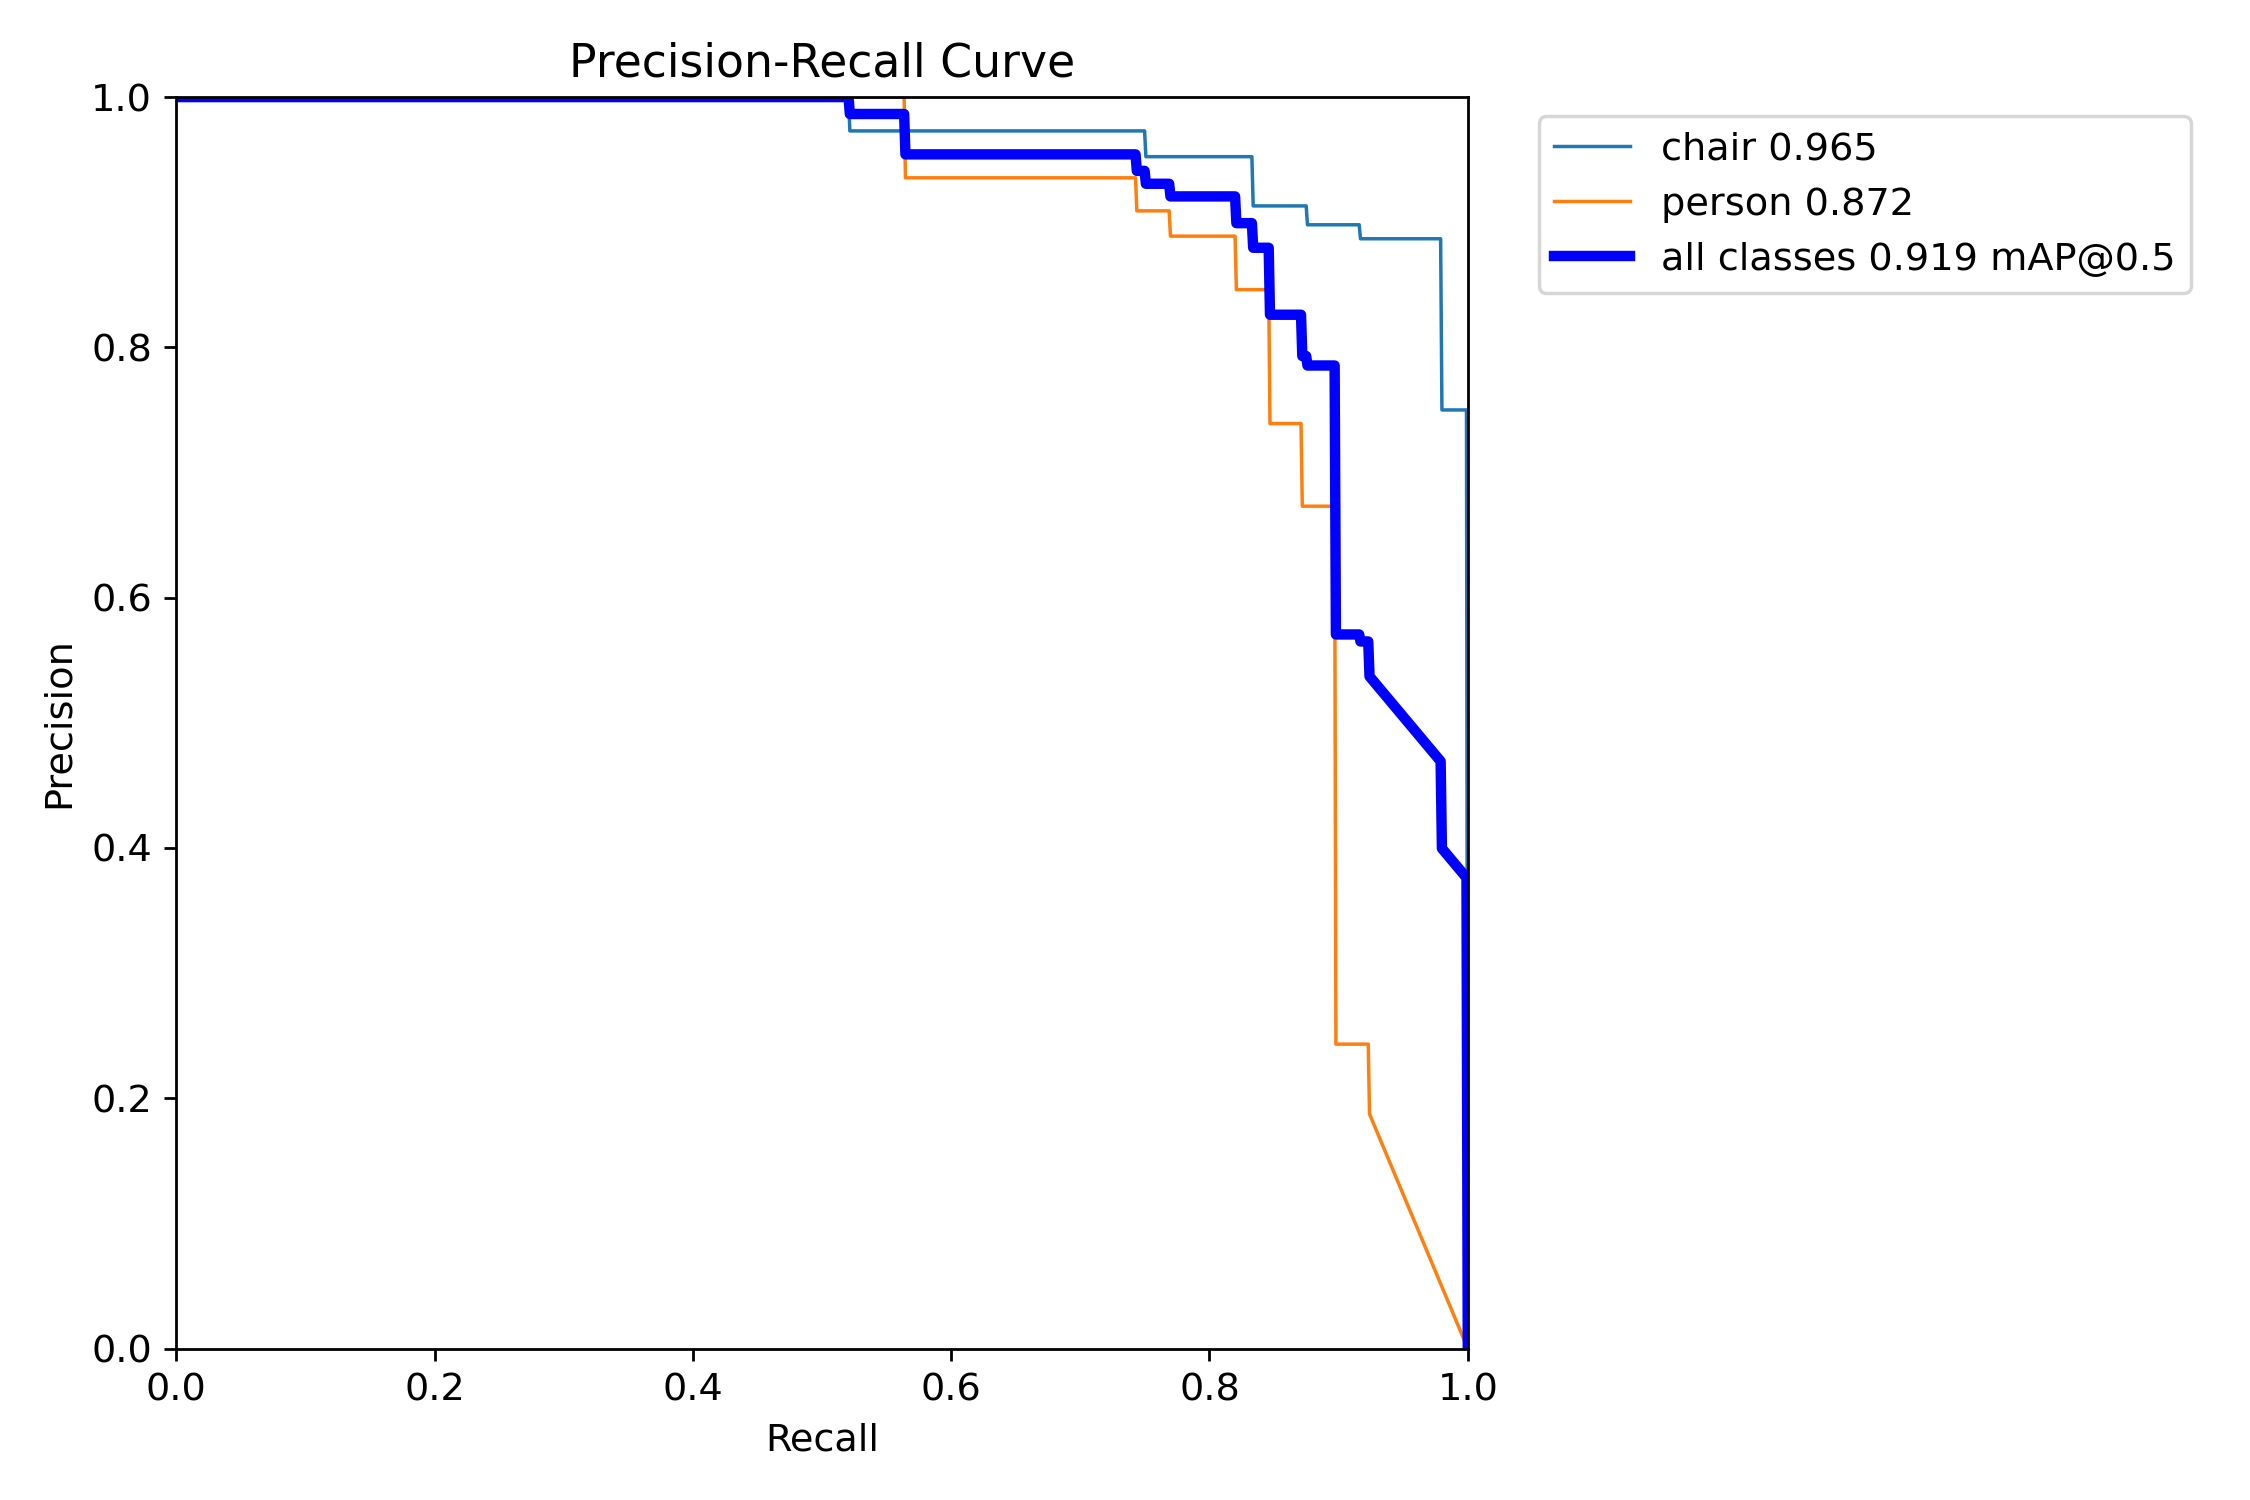 Precision-Recall Curve
1.0
0.8
0.6
0.4
0.2
0.0
Precision
0.0 0.2 0.4 0.6 0.8 1.0
Recall
chair 0.965
person 0.872
all classes 0.919 mAP@0.5